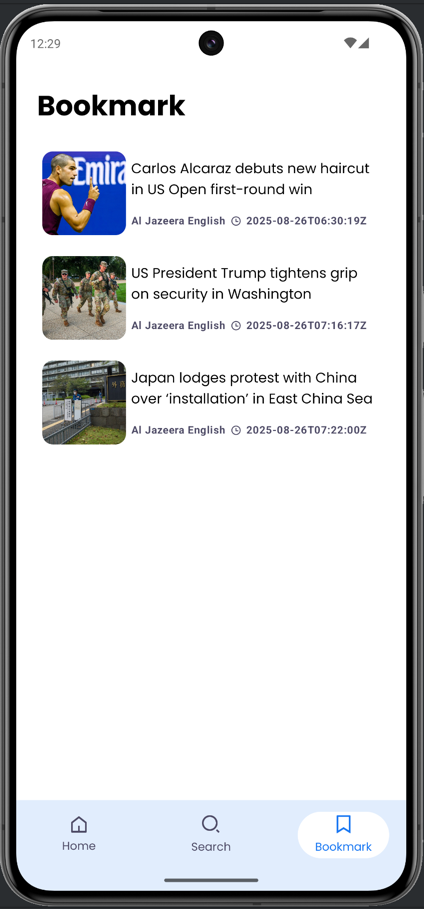 12:29
Bookmark
Emira
Carlos Alcaraz debuts new haircut
in US Open first-round win
Al Jazeera English 2025-08-26T06:30:19Z
US President Trump tightens grip
on security in Washington
Al Jazeera English 2025-08-26T07:16:17Z
Japan lodges protest with China
over ‘installation’ in East China Sea
Al Jazeera English 2025-08-26T07:22:00Z
Home
Search
Bookmark